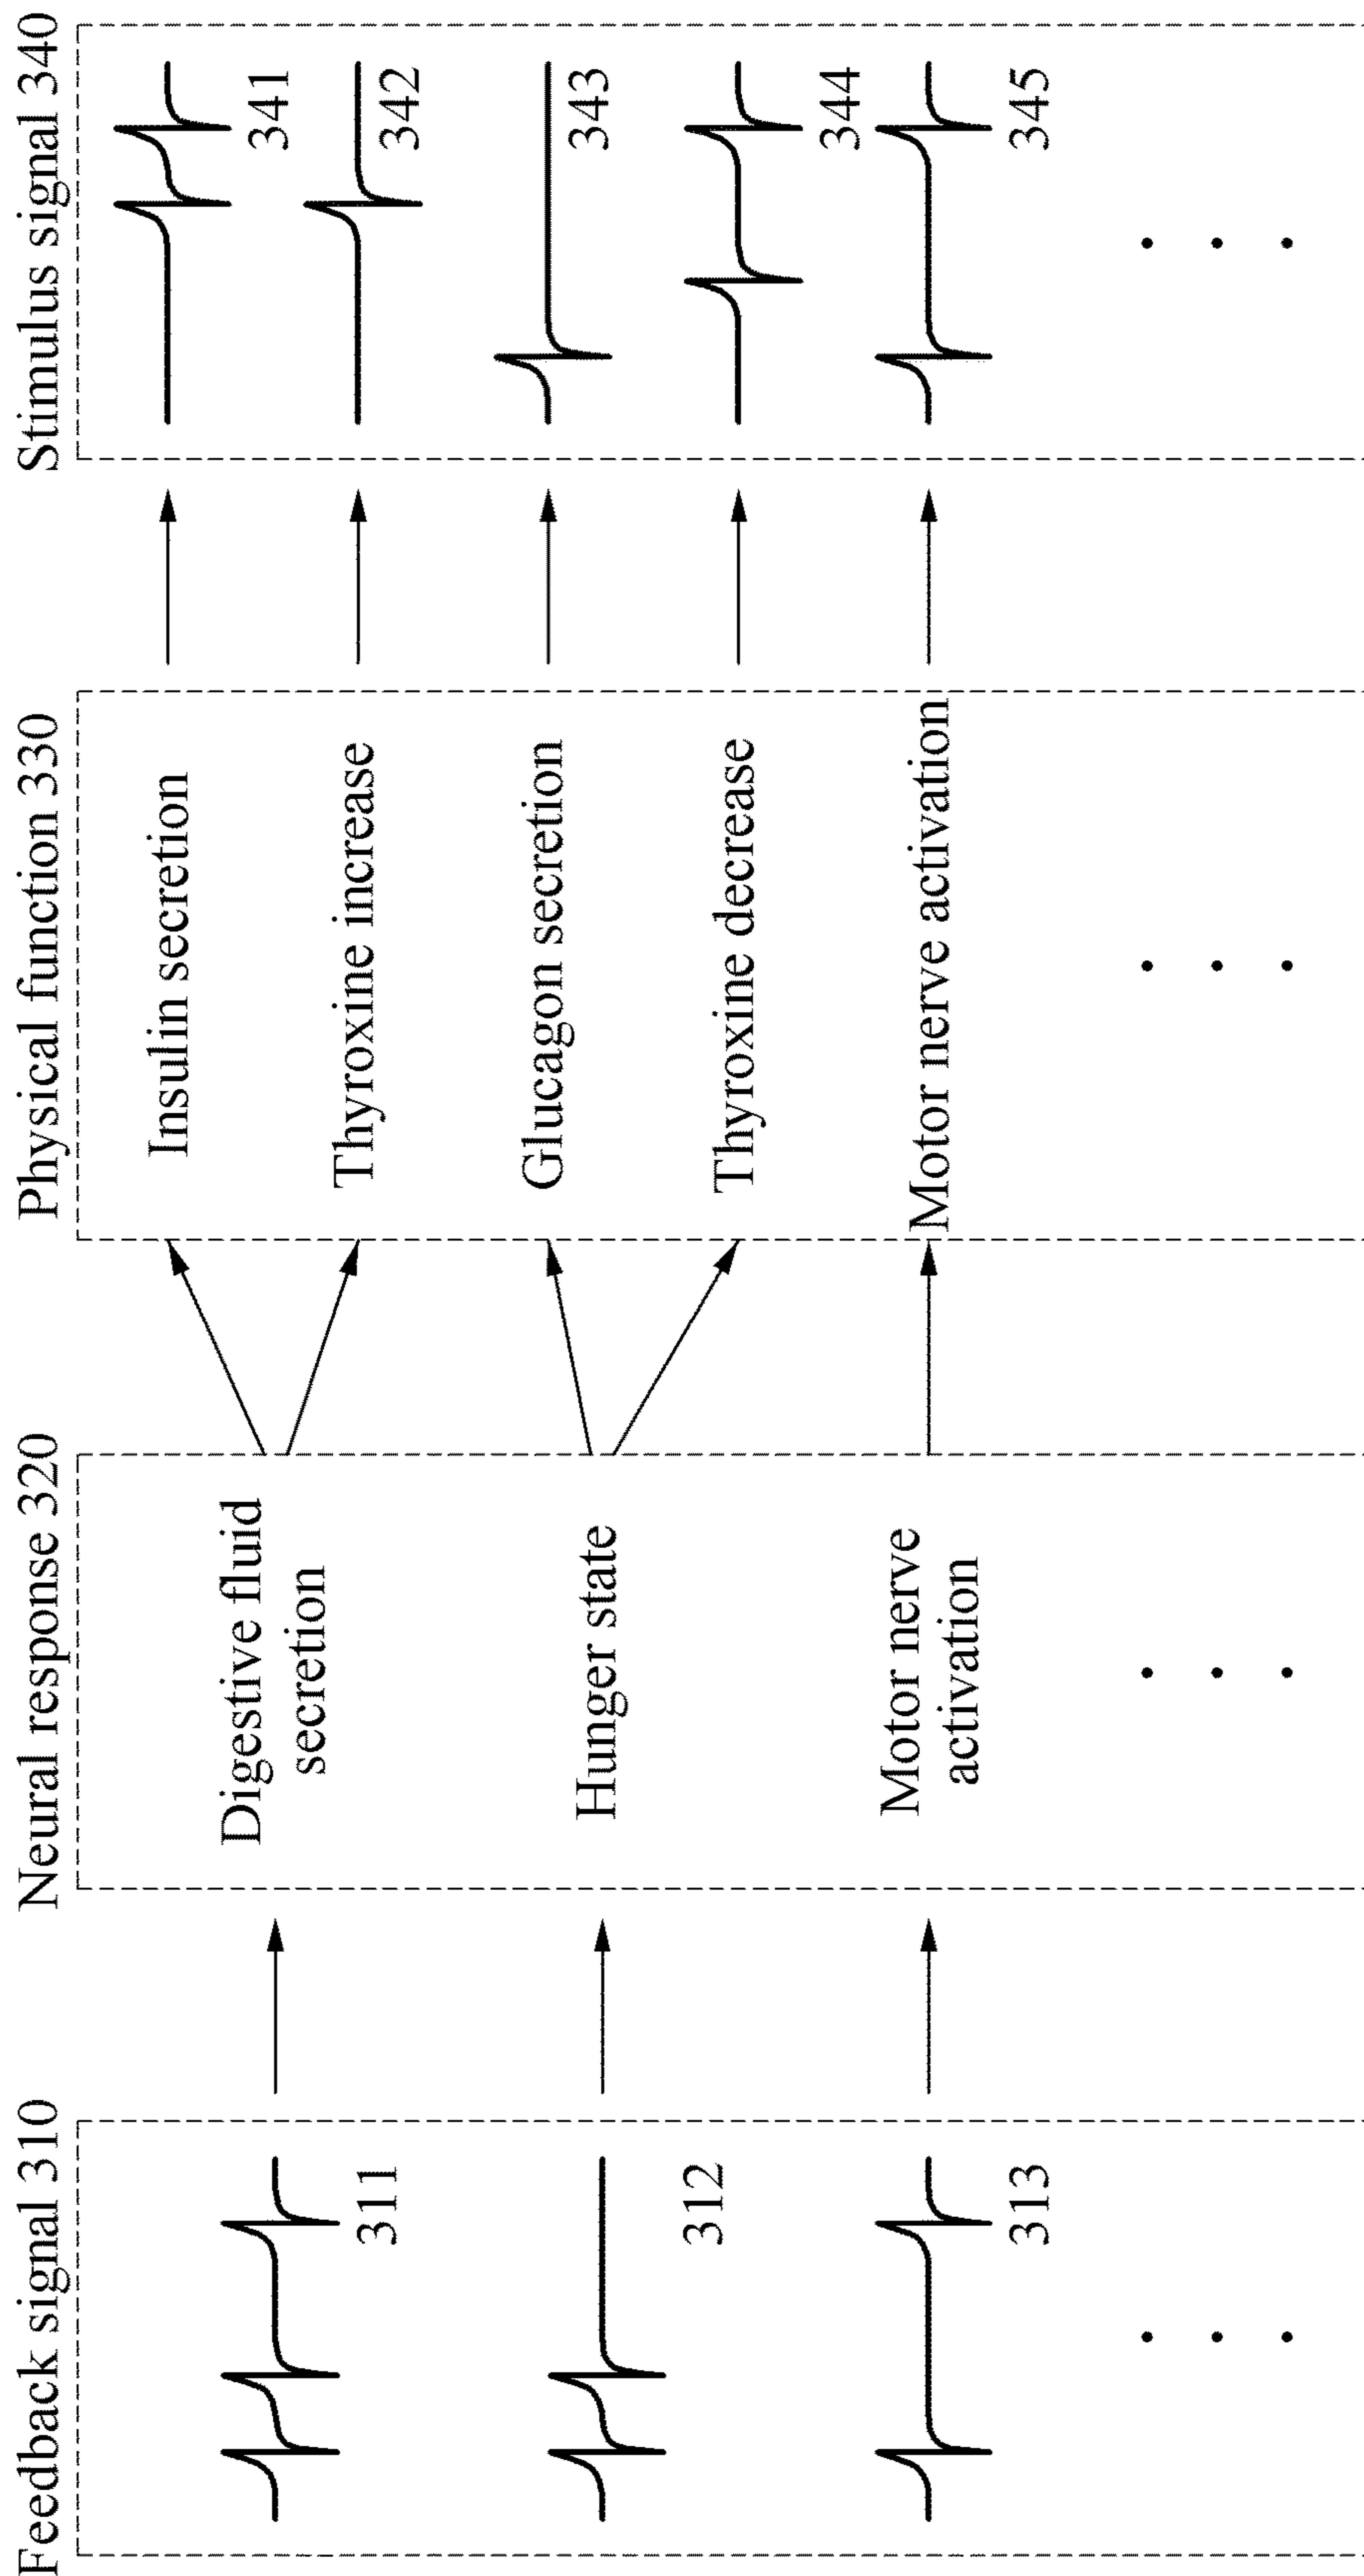 Feedback signal 310
311
312
313
Neural response 320
Digestive fluid
secretion
Hunger state
Motor nerve
activation
Physical function 330
Insulin secretion
Thyroxine increase
Glucagon secretion
Thyroxine decrease
Motor nerve activation
Stimulus signal 340
341
342
343
344
345